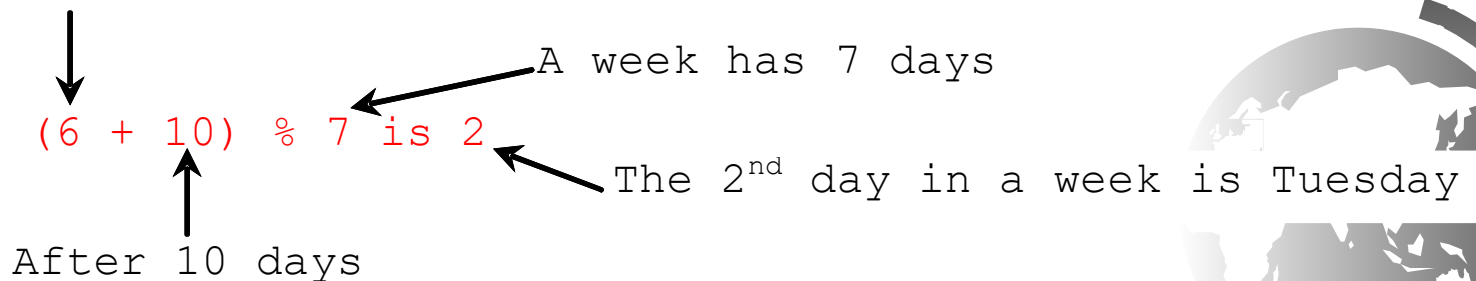 A week has 7 days
(6 + 10) % 7 is 2
The 2nd day in a week is Tuesday
After 10 days